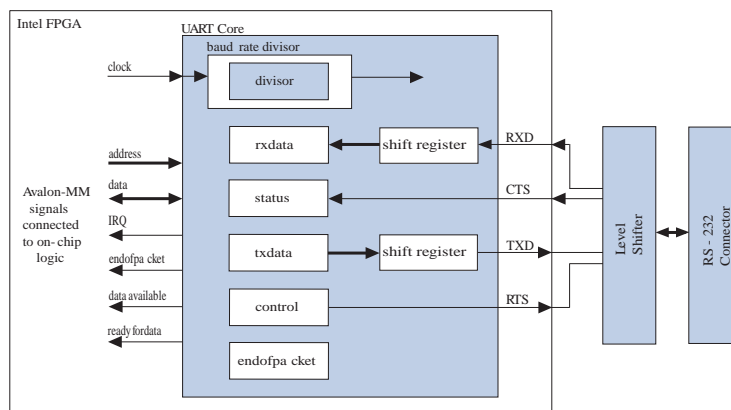 Intel FPGA
UART Core
baud rate divisor
clock
divisor
RXD
rxdata
shift register
address
data
CTS
status
Avalon-MM
signals
connected
to on-chip
logic
IRQ
TXD
txdata
shift register
endofpa cket
data available
RTS
control
ready fordata
endofpa cket
Level
Shifter
RS - 232
Connector